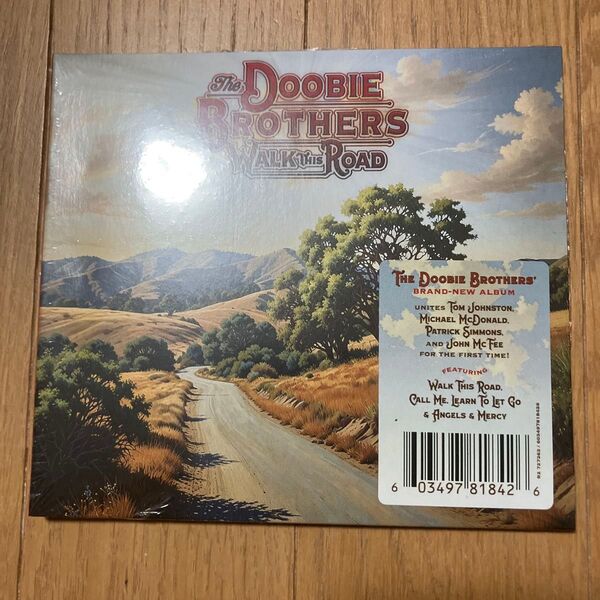 The DOOBIE
BROTHERS
WALK THIS ROAD
THE DOOBIE BROTHERS'
BRAND-NEW ALBUM
UNITES TOM JOHNSTON,
MICHAEL MCDONALD,
PATRICK SIMMONS,
AND JOHN MCFEE
FOR THE FIRST TIME!
FEATURING
WALK THIS ROAD,
CALL ME, LEARN TO LET GO
& ANGELS & MERCY
6 03497 81842 6